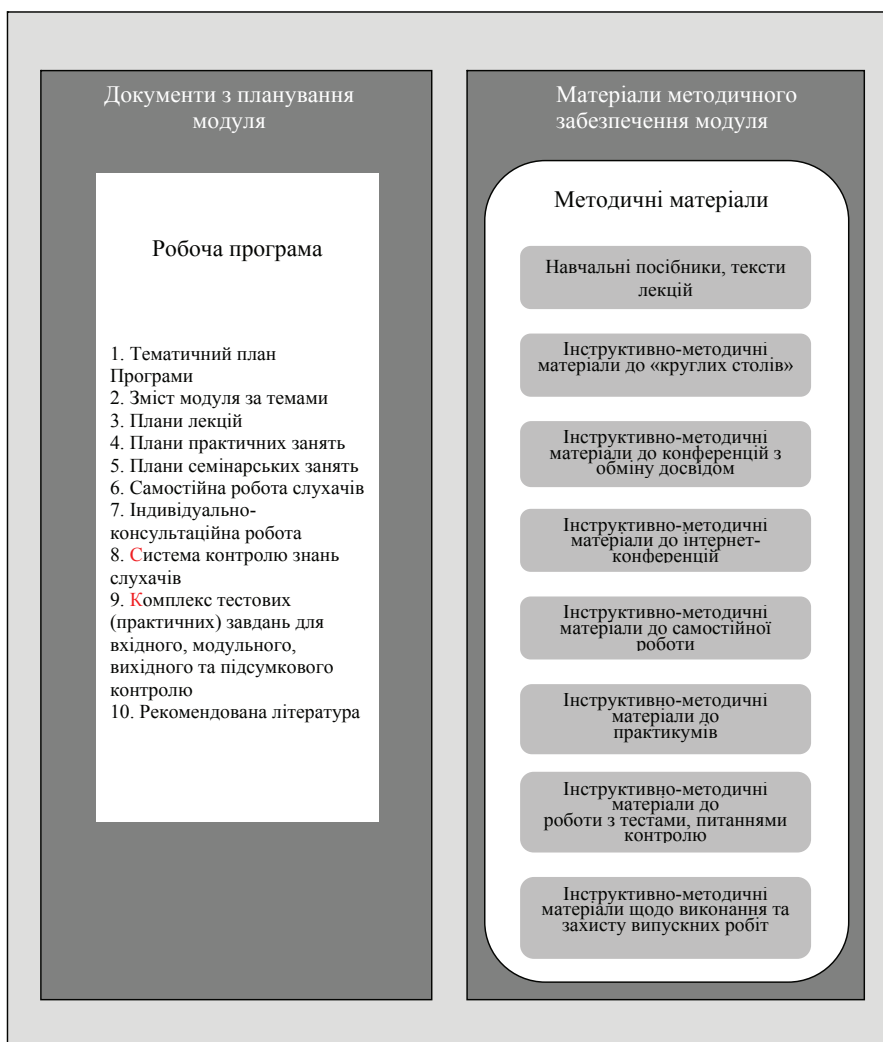 Документи з планування
модуля
Робоча програма
1. Тематичний план
Програми
2. Зміст модуля за темами
3. Плани лекцій
4. Плани практичних занять
5. Плани семінарських занять
6. Самостійна робота слухачів
7. Індивідуально-
консультаційна робота
8. Система контролю знань
слухачів
9. Комплекс тестових
(практичних) завдань для
вхідного, модульного,
вихідного та підсумкового
контролю
10. Рекомендована література
Матеріали методичного
забезпечення модуля
Методичні матеріали
Навчальні посібники, тексти
лекцій
Інструктивно-методичні
матеріали до «круглих столів»
Інструктивно-методичні
матеріали до конференцій з
обміну досвідом
Інструктивно-методичні
матеріали до інтернет-
конференцій
Інструктивно-методичні
матеріали до самостійної
роботи
Інструктивно-методичні
матеріали до
практикумів
Інструктивно-методичні
матеріали до
роботи з тестами, питаннями
контролю
Інструктивно-методичні
матеріали щодо виконання та
захисту випускних робіт